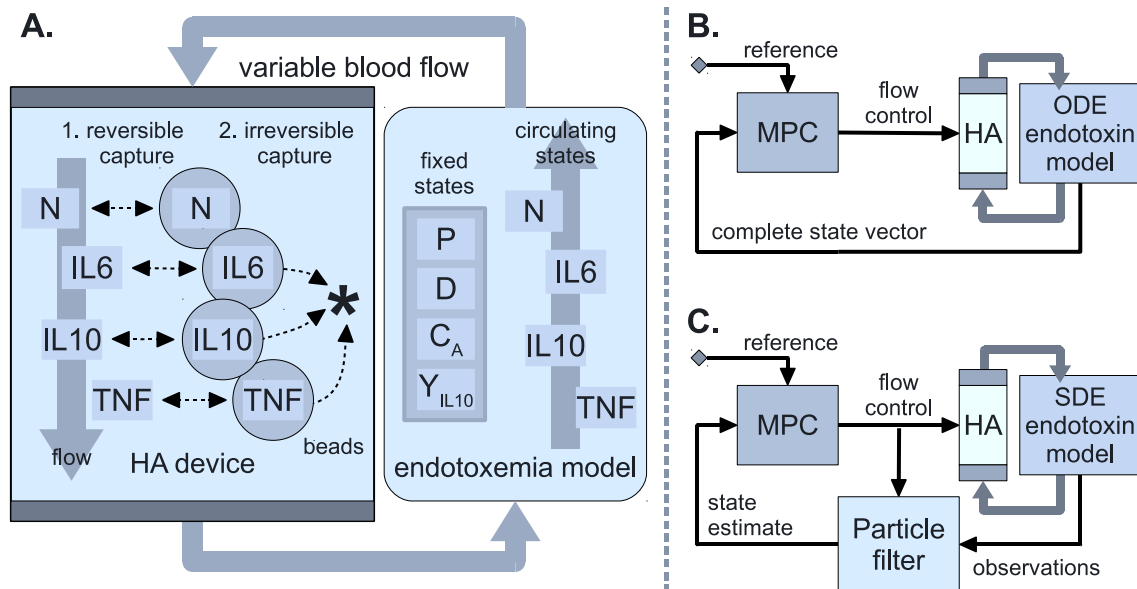 A.
variable blood flow
1. reversible
capture
2. irreversible
capture
N
N
IL6
IL6
*
IL10
IL10
TNF
TNF
flow
HA device
beads
fixed
states
P
D
C_A
Y_IL10
circulating
states
N
IL6
IL10
TNF
endotoxemia model
B.
reference
MPC
flow
control
HA
ODE
endotoxin
model
complete state vector
C.
reference
MPC
flow
control
HA
SDE
endotoxin
model
state
estimate
Particle
filter
observations